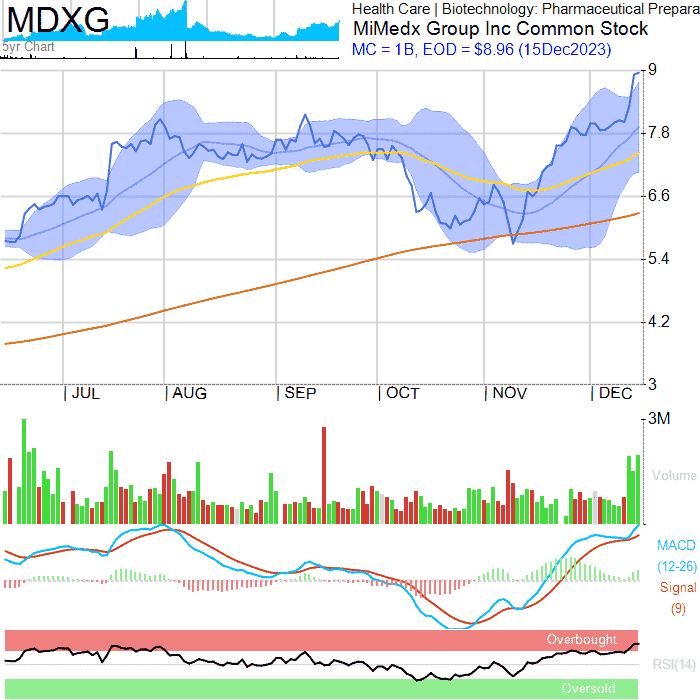 MDXG
5yr Chart
Health Care | Biotechnology: Pharmaceutical Prepara
MiMedx Group Inc Common Stock
MC = 1B, EOD = $8.96 (15Dec2023)
9
7.8
6.6
5.4
4.2
3
| JUL | AUG | SEP | OCT | NOV | DEC
3M
Volume
MACD
(12-26)
Signal
(9)
Overbought
RSI(14)
Oversold